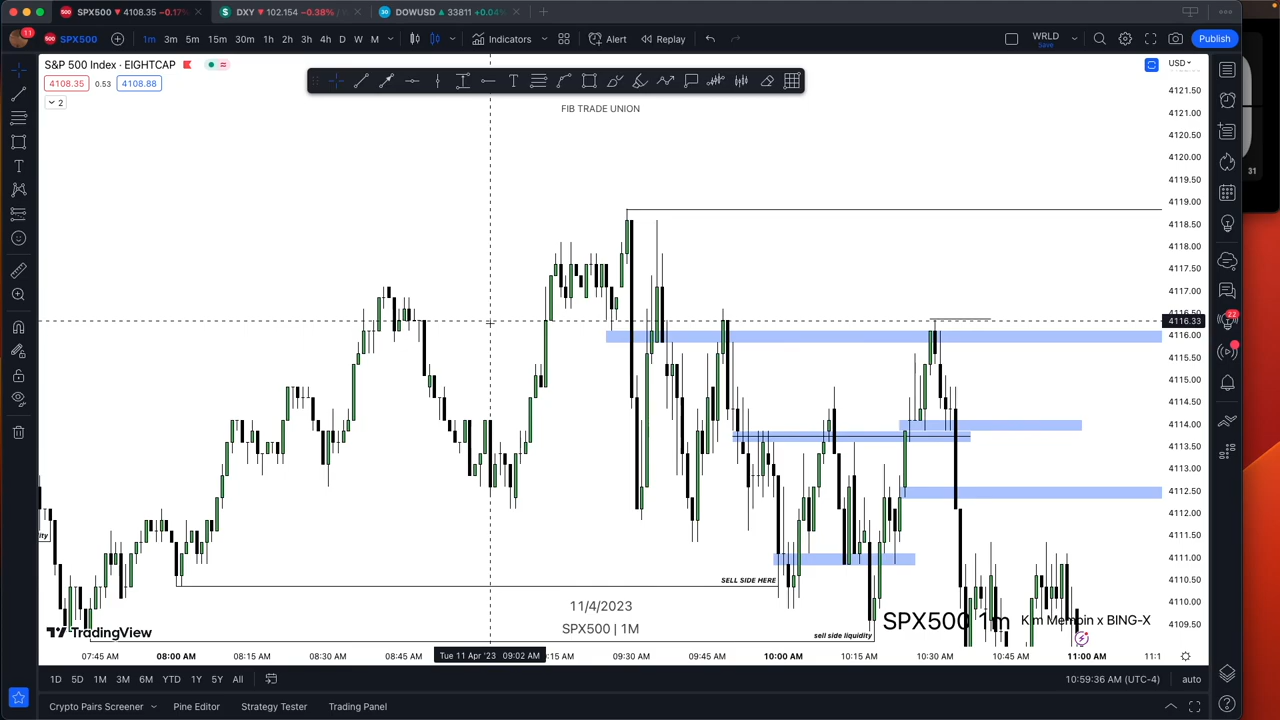 SPX500 ▼ 4108.35 −0.17%
DXY ▼ 102.154 −0.38% /
DOWUSD ▲ 33811 +0.04%
11
SPX500
1m 3m 5m 15m 30m 1h 2h 3h 4h D W M
Indicators
Alert
Replay
WRLD
Save
Publish
S&P 500 Index · EIGHTCAP
4108.35 0.53 4108.88
2
FIB TRADE UNION
USD
4121.50
4121.00
4120.50
4120.00
4119.50
4119.00
4118.50
4118.00
4117.50
4117.00
4116.33
4116.00
4115.50
4115.00
4114.50
4114.00
4113.50
4113.00
4112.50
4112.00
4111.50
4111.00
4110.50
4110.00
4109.50
22
31
SELL SIDE HERE
11/4/2023
SPX500 | 1M
sell side liquidity
SPX500 1m
BING-X
TradingView
07:45 AM 08:00 AM 08:15 AM 08:30 AM 08:45 AM Tue 11 Apr '23 09:02 AM :15 AM 09:30 AM 09:45 AM 10:00 AM 10:15 AM 10:30 AM 10:45 AM 11:00 AM 11:1
1D 5D 1M 3M 6M YTD 1Y 5Y All
10:59:36 AM (UTC-4)
auto
Crypto Pairs Screener
Pine Editor
Strategy Tester
Trading Panel